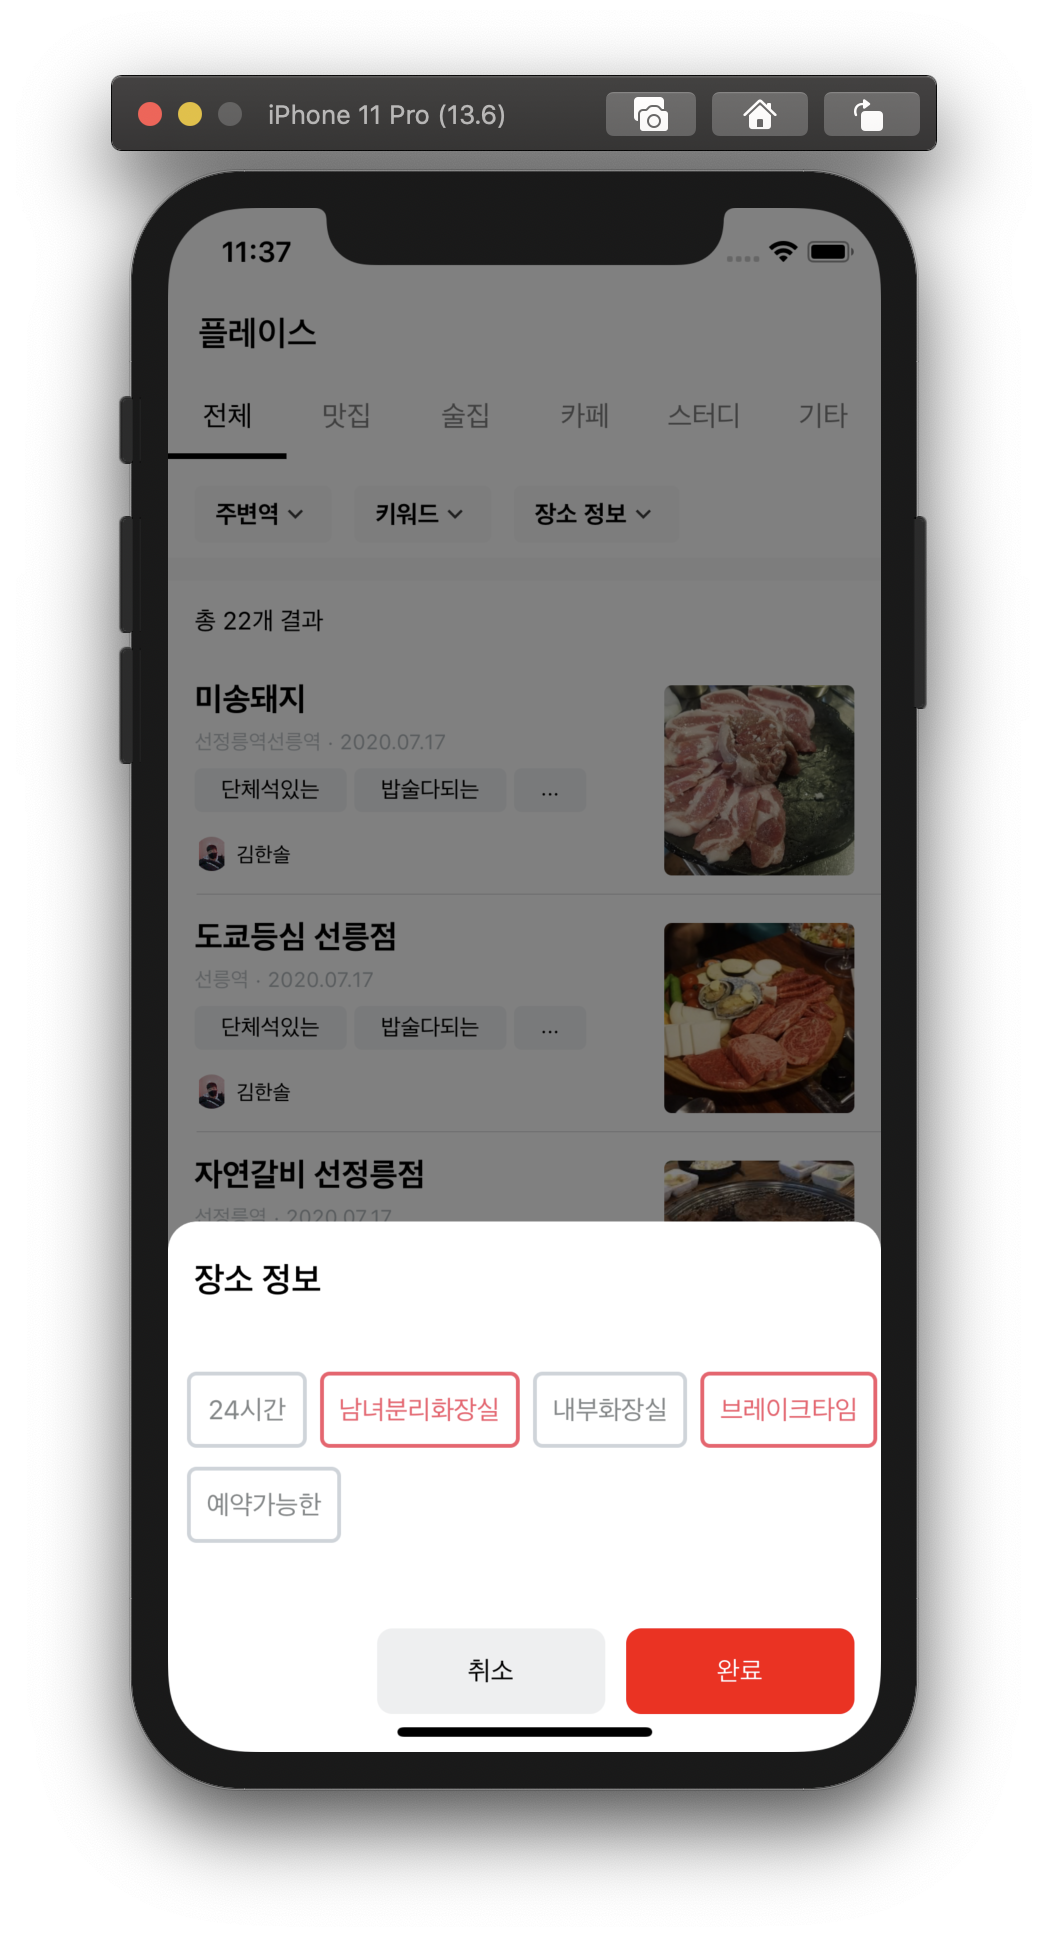 iPhone 11 Pro (13.6)
11:37
플레이스
전체 맛집 술집 카페 스터디 기타
주변역 키워드 장소 정보
총 22개 결과
미송돼지
선정릉역선릉역 · 2020.07.17
단체석있는 밥술다되는 ...
김한솔
도쿄등심 선릉점
선릉역 · 2020.07.17
단체석있는 밥술다되는 ...
김한솔
자연갈비 선정릉점
선정릉역 · 2020.07.17
장소 정보
24시간 남녀분리화장실 내부화장실 브레이크타임
예약가능한
취소 완료